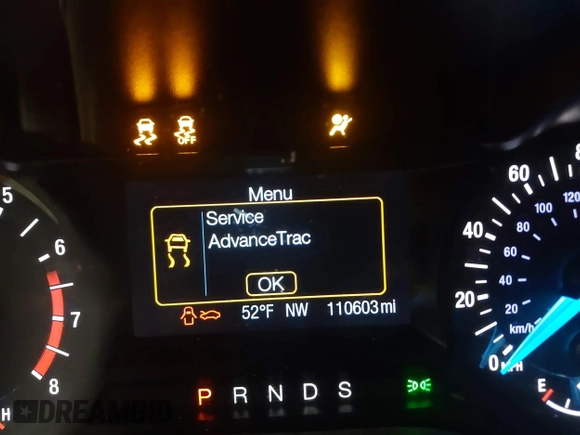 OFF
Menu
Service
AdvanceTrac
OK
52°F NW 110603mi
P R N D S
5
6
7
8
H
60
40
20
0
MPH
120
100
80
60
40
20
km/h
E
DREAMBID